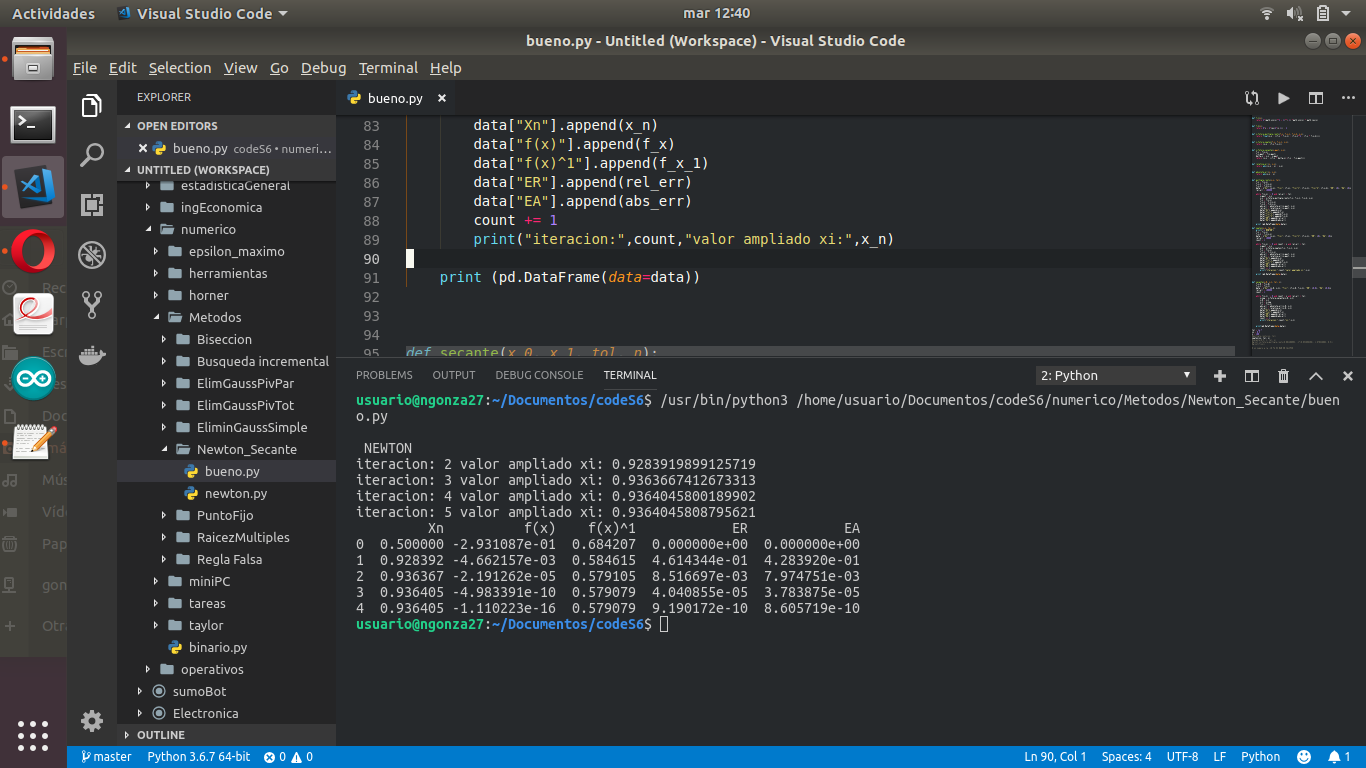 Actividades Visual Studio Code mar 12:40
bueno.py - Untitled (Workspace) - Visual Studio Code
File Edit Selection View Go Debug Terminal Help
EXPLORER
OPEN EDITORS
bueno.py codeS6 • numeric...
UNTITLED (WORKSPACE)
estadisticaGeneral
ingEconomica
numerico
epsilon_maximo
herramientas
horner
Metodos
Biseccion
Busqueda incremental
ElimGaussPivPar
ElimGaussPivTot
EliminGaussSimple
Newton_Secante
bueno.py
newton.py
PuntoFijo
RaicezMultiples
Regla Falsa
miniPC
tareas
taylor
binario.py
operativos
sumoBot
Electronica
OUTLINE
bueno.py
83 data["Xn"].append(x_n)
84 data["f(x)"].append(f_x)
85 data["f(x)^1"].append(f_x_1)
86 data["ER"].append(rel_err)
87 data["EA"].append(abs_err)
88 count += 1
89 print("iteracion:",count,"valor ampliado xi:",x_n)
90
91 print (pd.DataFrame(data=data))
92
93
94
95 def secante(x_0, x_1, tol, n):
PROBLEMS OUTPUT DEBUG CONSOLE TERMINAL 2: Python
usuario@ngonza27:~/Documentos/codeS6$ /usr/bin/python3 /home/usuario/Documentos/codeS6/numerico/Metodos/Newton_Secante/buen
o.py
NEWTON
iteracion: 2 valor ampliado xi: 0.9283919899125719
iteracion: 3 valor ampliado xi: 0.9363667412673313
iteracion: 4 valor ampliado xi: 0.9364045800189902
iteracion: 5 valor ampliado xi: 0.9364045808795621
Xn f(x) f(x)^1 ER EA
0 0.500000 -2.931087e-01 0.684207 0.000000e+00 0.000000e+00
1 0.928392 -4.662157e-03 0.584615 4.614344e-01 4.283920e-01
2 0.936367 -2.191262e-05 0.579105 8.516697e-03 7.974751e-03
3 0.936405 -4.983391e-10 0.579079 4.040855e-05 3.783875e-05
4 0.936405 -1.110223e-16 0.579079 9.190172e-10 8.605719e-10
usuario@ngonza27:~/Documentos/codeS6$
master Python 3.6.7 64-bit 0 0 Ln 90, Col 1 Spaces: 4 UTF-8 LF Python 1